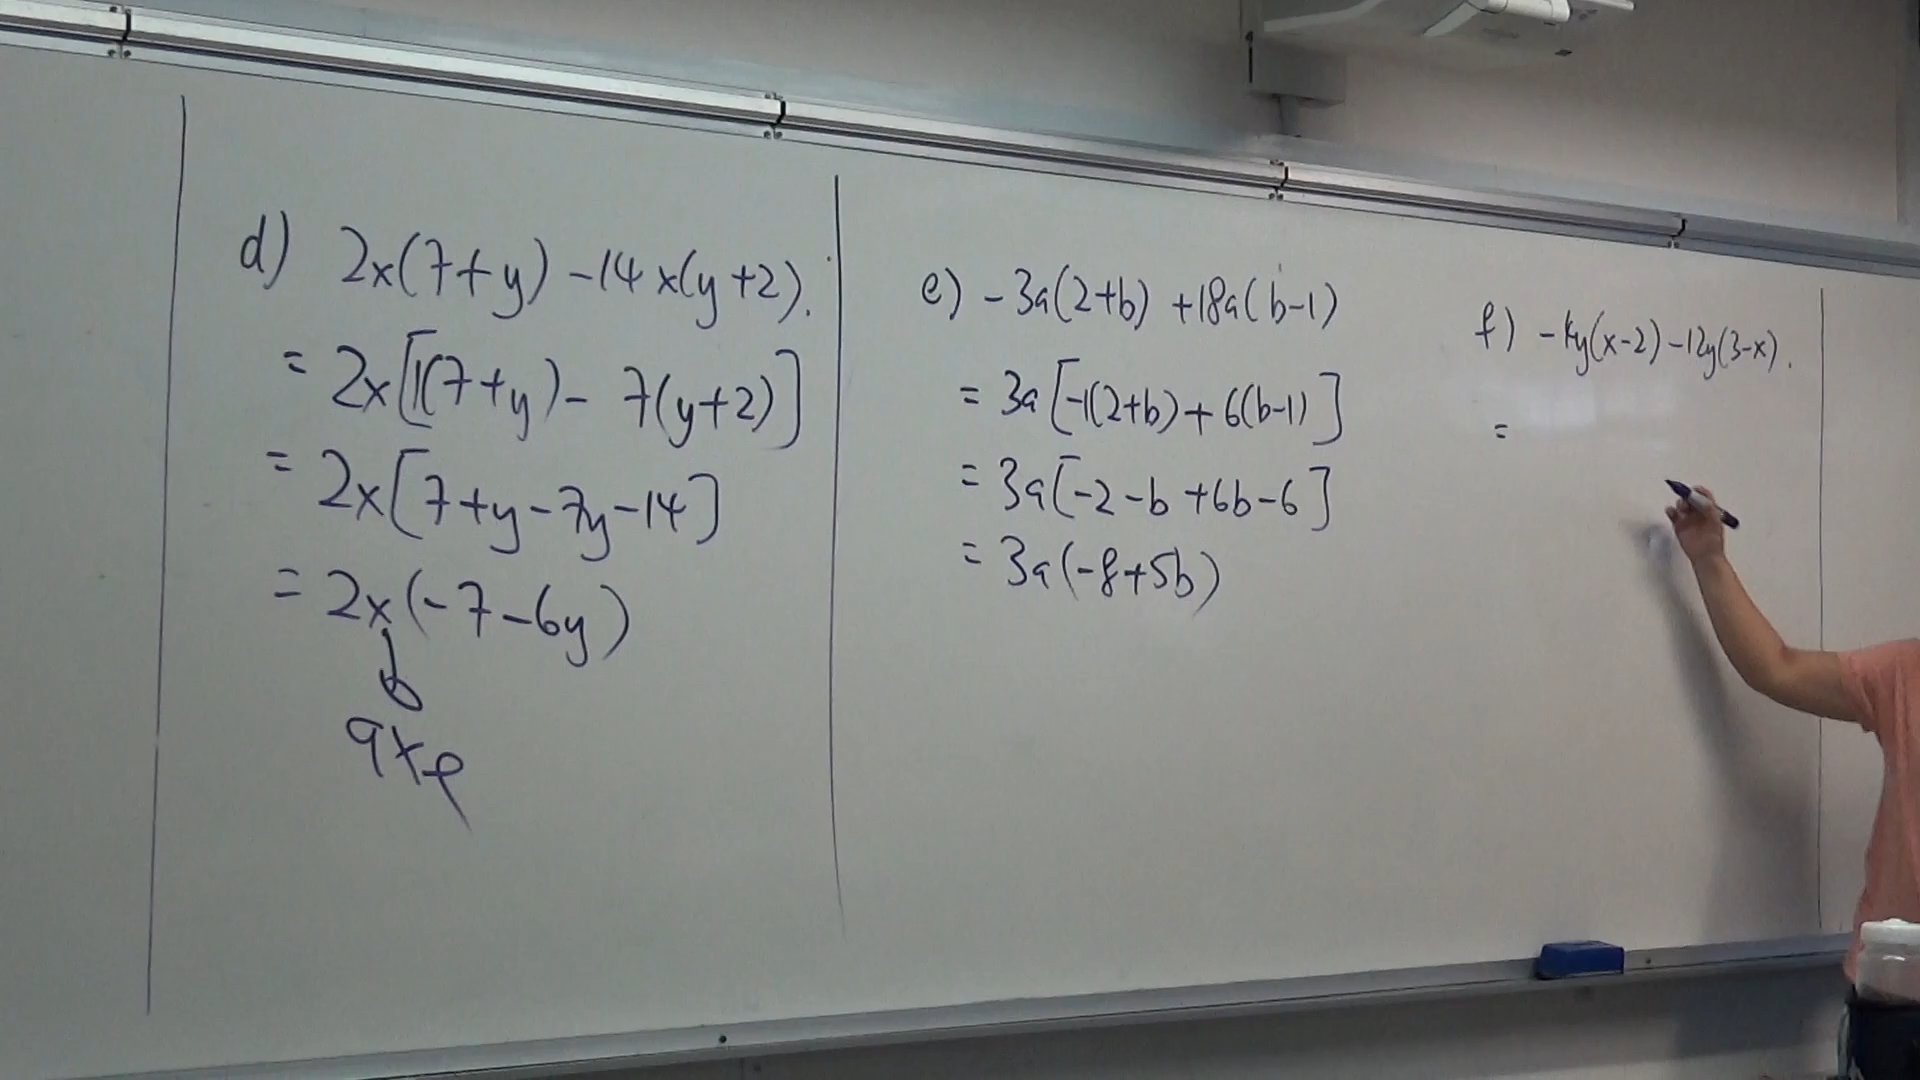 d) 2x(7+y) -14x(y+2).
= 2x[1(7+y) - 7(y+2)]
= 2x[7+y-7y-14]
= 2x(-7-6y)
e) -3a(2+b) +18a(b-1)
= 3a[-1(2+b)+6(b-1)]
= 3a[-2-b+6b-6]
= 3a(-8+5b)
f) -ky(x-2)-12y(3-x).
=